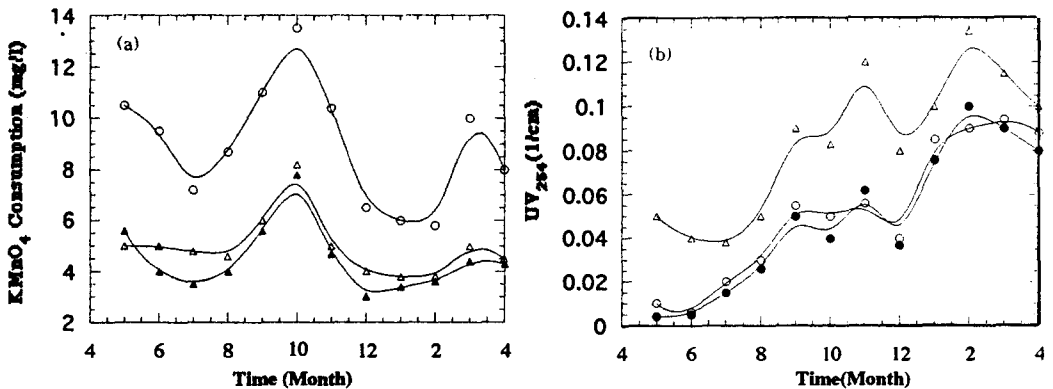 (a)
KMnO4 Consumption (mg/l)
14
12
10
8
6
4
2
4 6 8 10 12 2 4
Time (Month)
(b)
UV254(1/cm)
0.14
0.12
0.1
0.08
0.06
0.04
0.02
0
4 6 8 10 12 2 4
Time(Month)